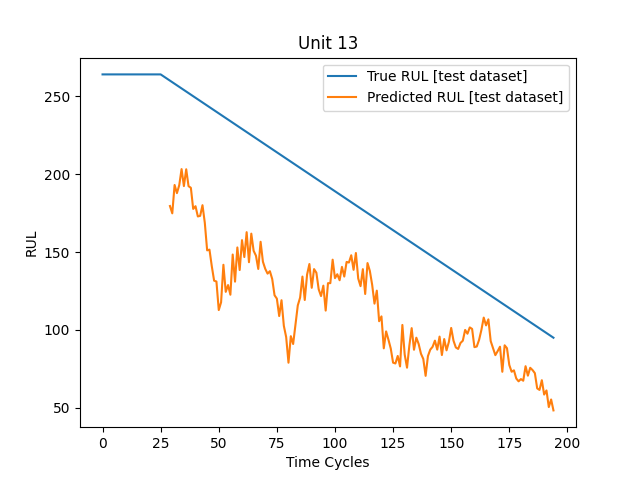 Unit 13
True RUL [test dataset]
Predicted RUL [test dataset]
RUL
250
200
150
100
50
0 25 50 75 100 125 150 175 200
Time Cycles